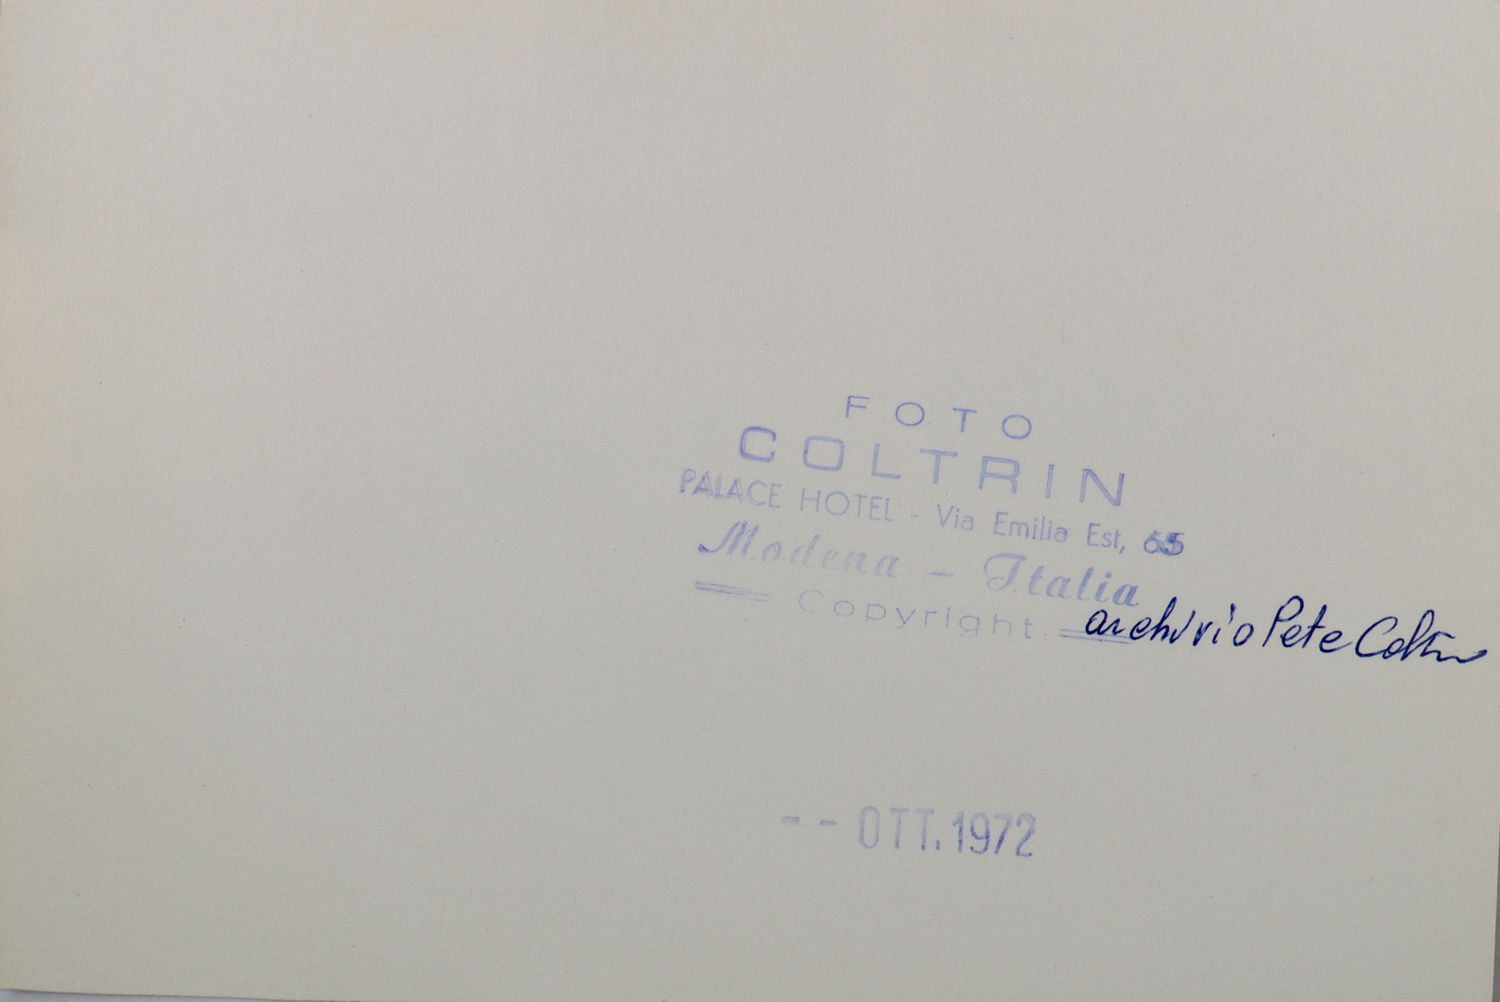 FOTO
COLTRIN
PALACE HOTEL - Via Emilia Est, 65
Modena - Italia
Copyright
archivio Pete Coltrin
-- OTT. 1972